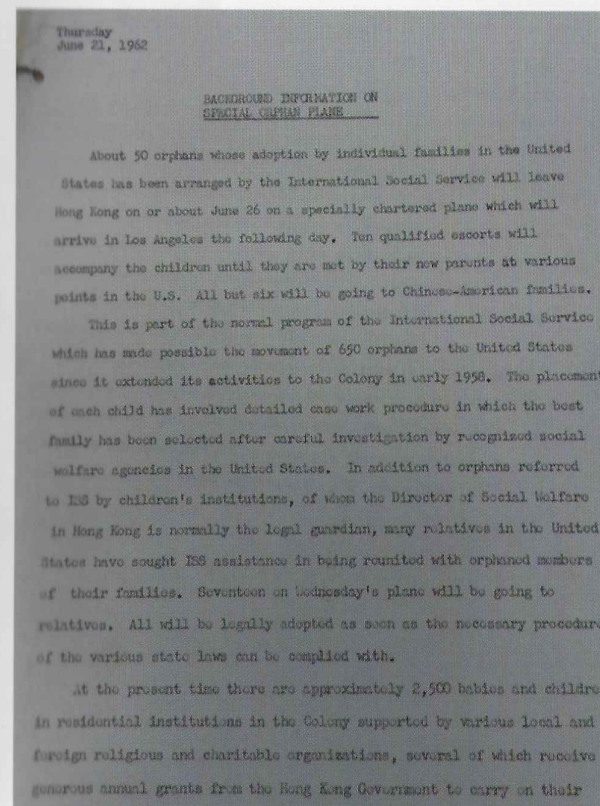 Thursday
June 21, 1962
BACKGROUND INFORMATION ON
SPECIAL ORPHAN PLANE
About 50 orphans whose adoption by individual families in the United
States has been arranged by the International Social Service will leave
Hong Kong on or about June 26 on a specially chartered plane which will
arrive in Los Angeles the following day. Ten qualified escorts will
accompany the children until they are met by their new parents at various
points in the U.S. All but six will be going to Chinese-American families.
This is part of the normal program of the International Social Service
which has made possible the movement of 650 orphans to the United States
since it extended its activities to the Colony in early 1958. The placement
of each child has involved detailed case work procedure in which the best
family has been selected after careful investigation by recognized social
welfare agencies in the United States. In addition to orphans referred
to ISS by children's institutions, of whom the Director of Social Welfare
in Hong Kong is normally the legal guardian, many relatives in the United
States have sought ISS assistance in being reunited with orphaned members
of their families. Seventeen on Wednesday's plane will be going to
relatives. All will be legally adopted as soon as the necessary procedure
of the various state laws can be complied with.
At the present time there are approximately 2,500 babies and childre
in residential institutions in the Colony supported by various local and
foreign religious and charitable organizations, several of which receive
generous annual grants from the Hong Kong Government to carry on their